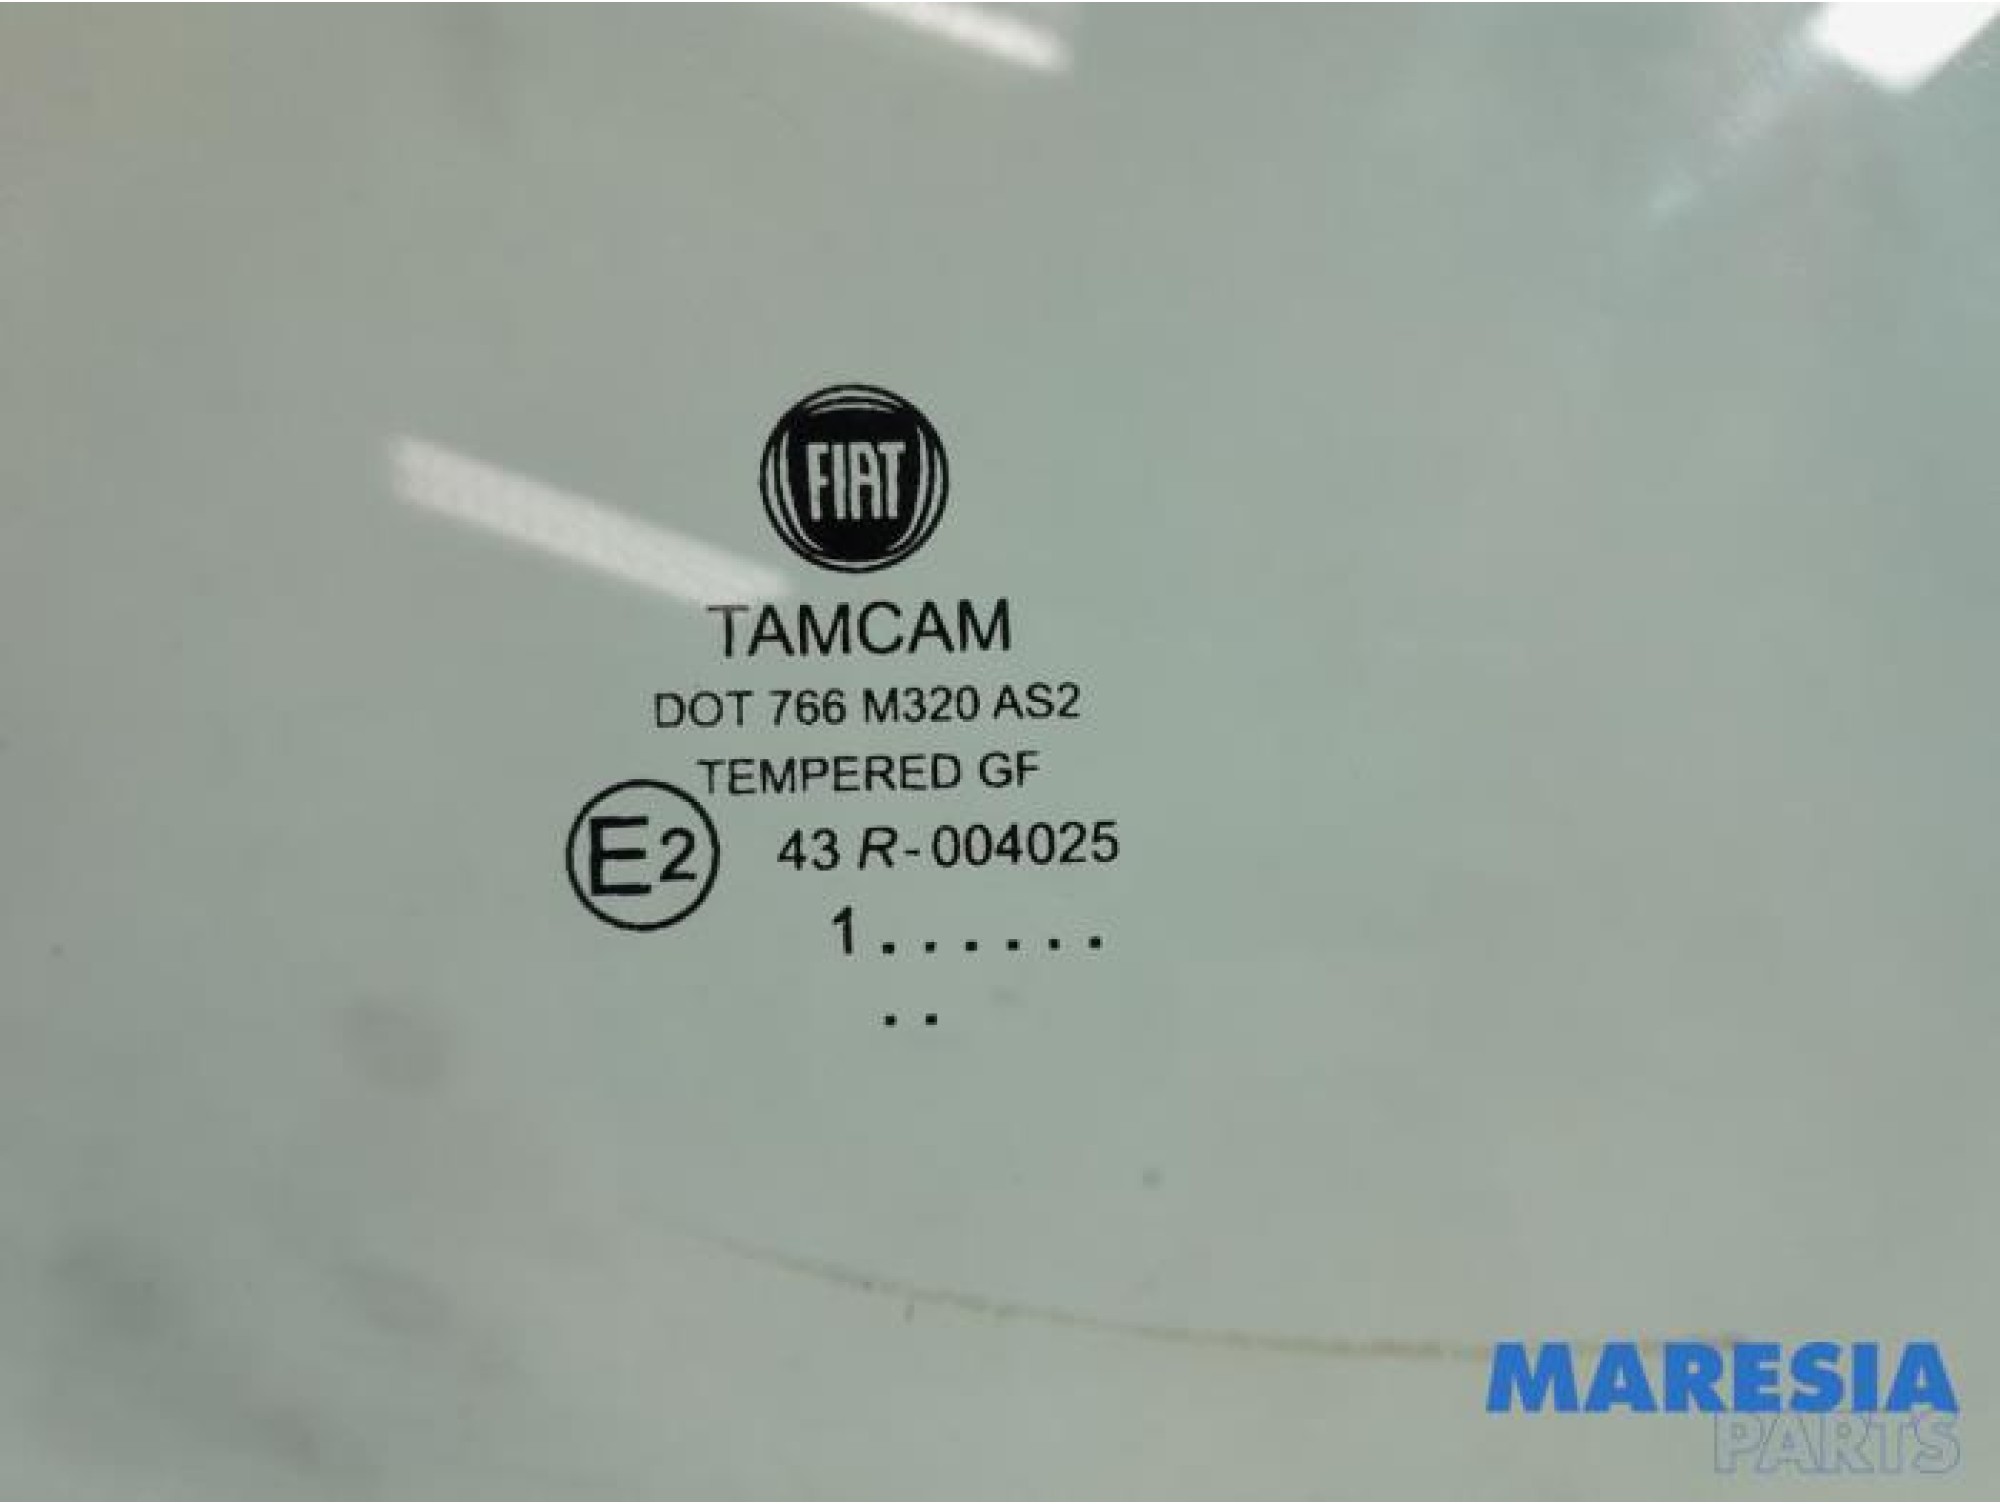 FIAT
TAMCAM
DOT 766 M320 AS2
TEMPERED GF
E2 43 R-004025
1......
..
MARESIA
PARTS